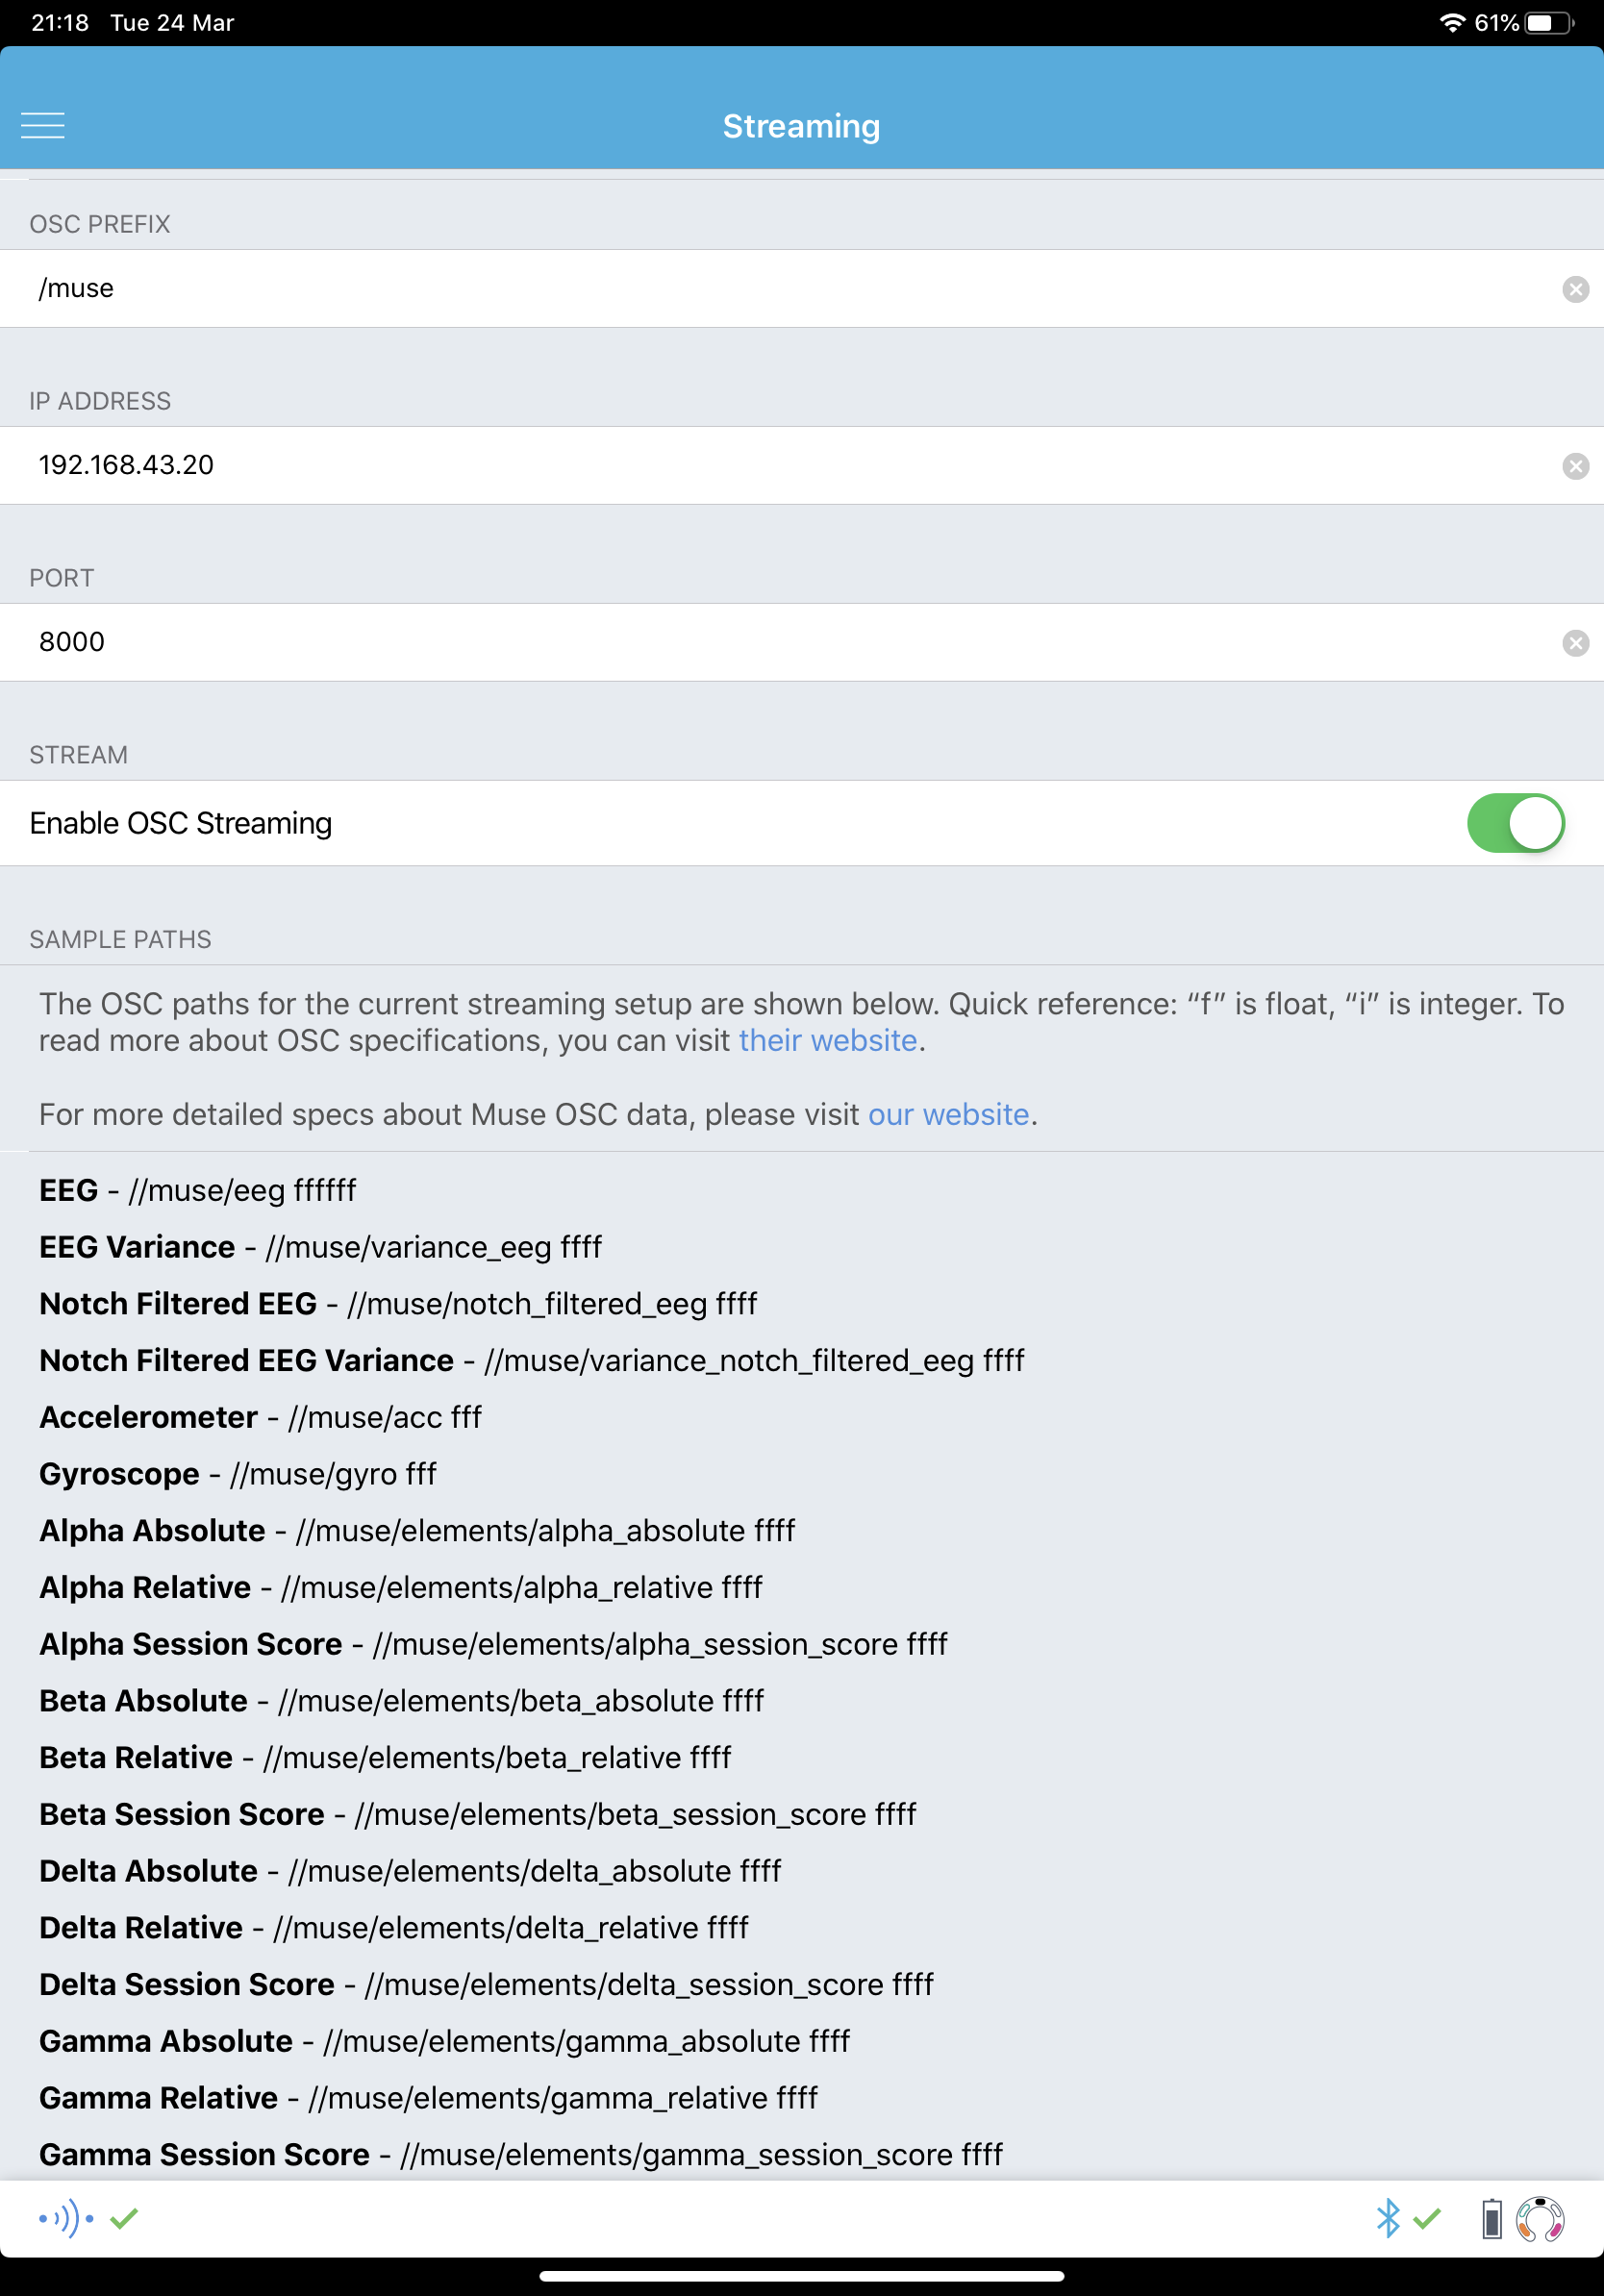 21:18 Tue 24 Mar 61%
Streaming
OSC PREFIX
/muse
IP ADDRESS
192.168.43.20
PORT
8000
STREAM
Enable OSC Streaming
SAMPLE PATHS
The OSC paths for the current streaming setup are shown below. Quick reference: “f” is float, “i” is integer. To
read more about OSC specifications, you can visit their website.
For more detailed specs about Muse OSC data, please visit our website.
EEG - //muse/eeg ffffff
EEG Variance - //muse/variance_eeg ffff
Notch Filtered EEG - //muse/notch_filtered_eeg ffff
Notch Filtered EEG Variance - //muse/variance_notch_filtered_eeg ffff
Accelerometer - //muse/acc fff
Gyroscope - //muse/gyro fff
Alpha Absolute - //muse/elements/alpha_absolute ffff
Alpha Relative - //muse/elements/alpha_relative ffff
Alpha Session Score - //muse/elements/alpha_session_score ffff
Beta Absolute - //muse/elements/beta_absolute ffff
Beta Relative - //muse/elements/beta_relative ffff
Beta Session Score - //muse/elements/beta_session_score ffff
Delta Absolute - //muse/elements/delta_absolute ffff
Delta Relative - //muse/elements/delta_relative ffff
Delta Session Score - //muse/elements/delta_session_score ffff
Gamma Absolute - //muse/elements/gamma_absolute ffff
Gamma Relative - //muse/elements/gamma_relative ffff
Gamma Session Score - //muse/elements/gamma_session_score ffff